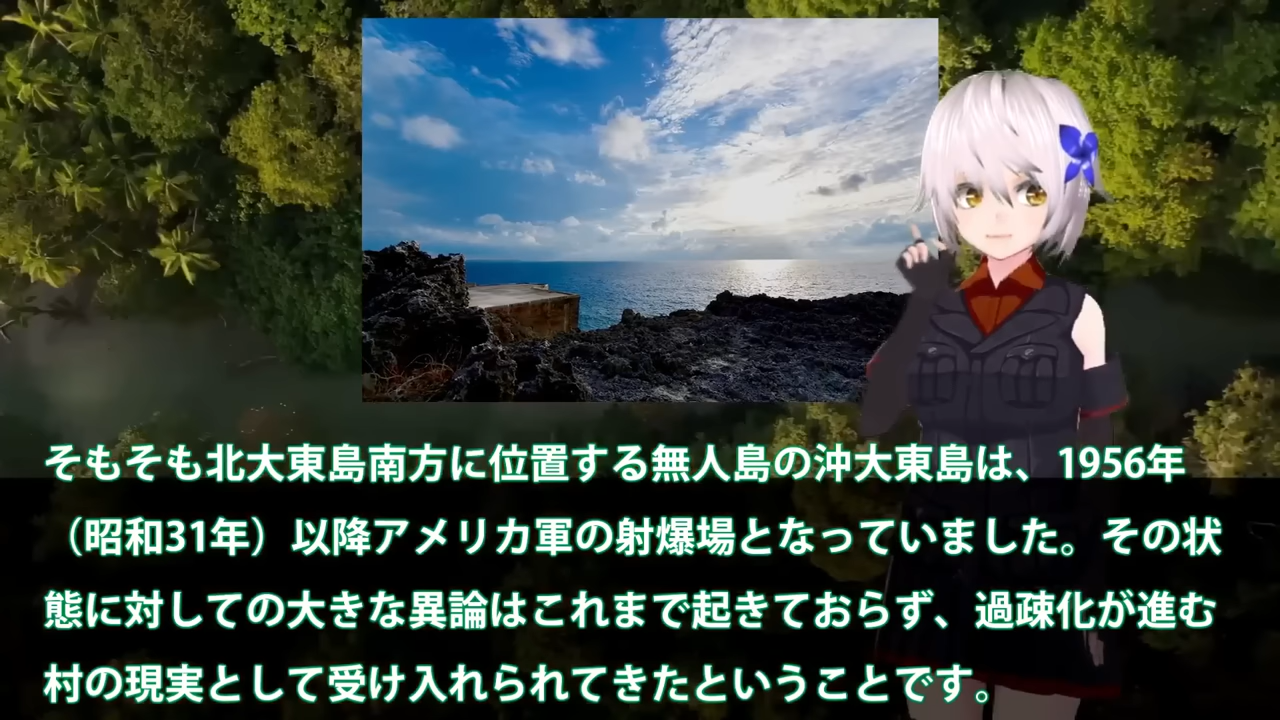 そもそも北大東島南方に位置する無人島の沖大東島は、1956年
（昭和31年）以降アメリカ軍の射爆場となっていました。その状
態に対しての大きな異論はこれまで起きておらず、過疎化が進む
村の現実として受け入れられてきたということです。